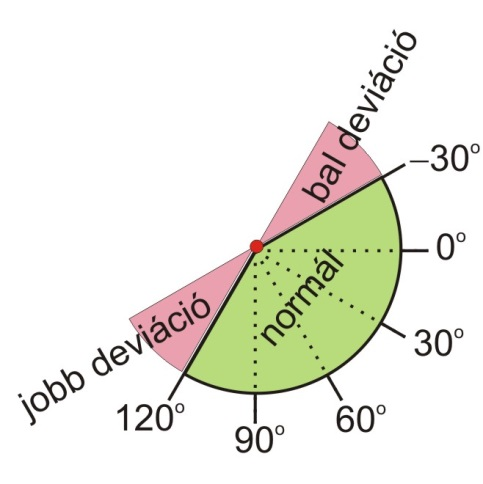 bal deviáció
–30°
0°
normál
30°
jobb deviáció
120°
60°
90°